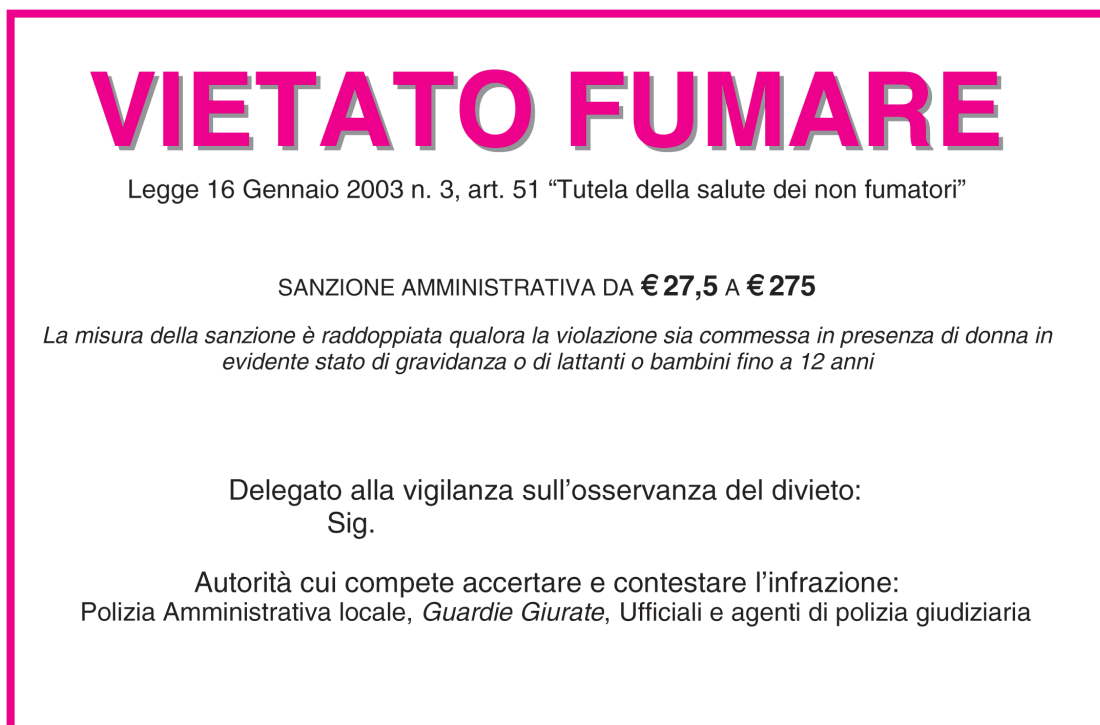 VIETATO FUMARE
Legge 16 Gennaio 2003 n. 3, art. 51 “Tutela della salute dei non fumatori”
SANZIONE AMMINISTRATIVA DA € 27,5 A € 275
La misura della sanzione è raddoppiata qualora la violazione sia commessa in presenza di donna in
evidente stato di gravidanza o di lattanti o bambini fino a 12 anni
Delegato alla vigilanza sull’osservanza del divieto:
Sig.
Autorità cui compete accertare e contestare l’infrazione:
Polizia Amministrativa locale, Guardie Giurate, Ufficiali e agenti di polizia giudiziaria